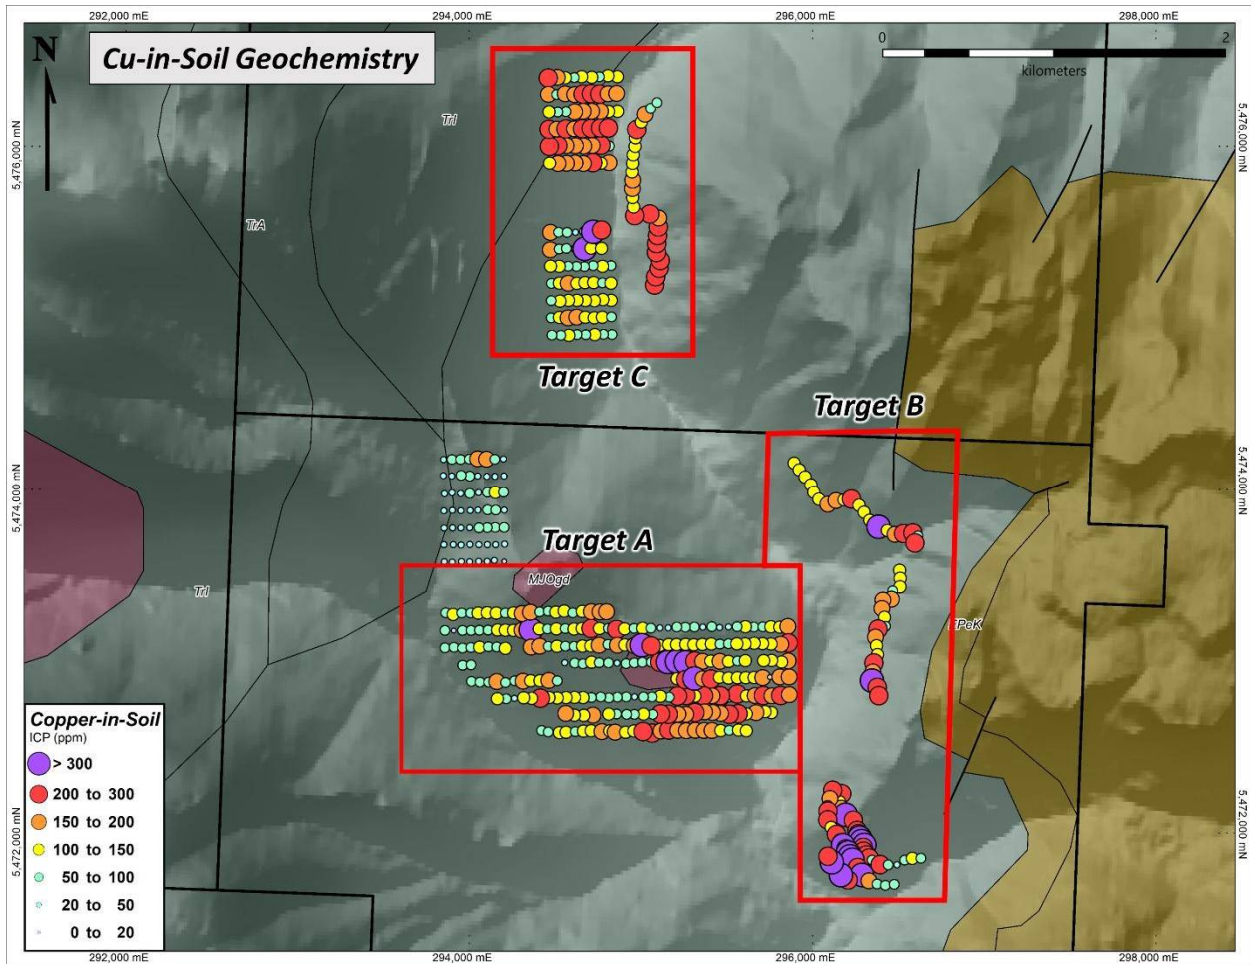 292,000 mE
294,000 mE
296,000 mE
298,000 mE
N
Cu-in-Soil Geochemistry
0
2
kilometers
TrI
5,476,000 mN
5,476,000 mN
TrA
Target C
Target B
5,474,000 mN
5,474,000 mN
Target A
MJOgd
TrI
PeK
Copper-in-Soil
ICP (ppm)
> 300
200 to 300
150 to 200
100 to 150
50 to 100
20 to 50
0 to 20
5,472,000 mN
5,472,000 mN
292,000 mE
294,000 mE
296,000 mE
298,000 mE